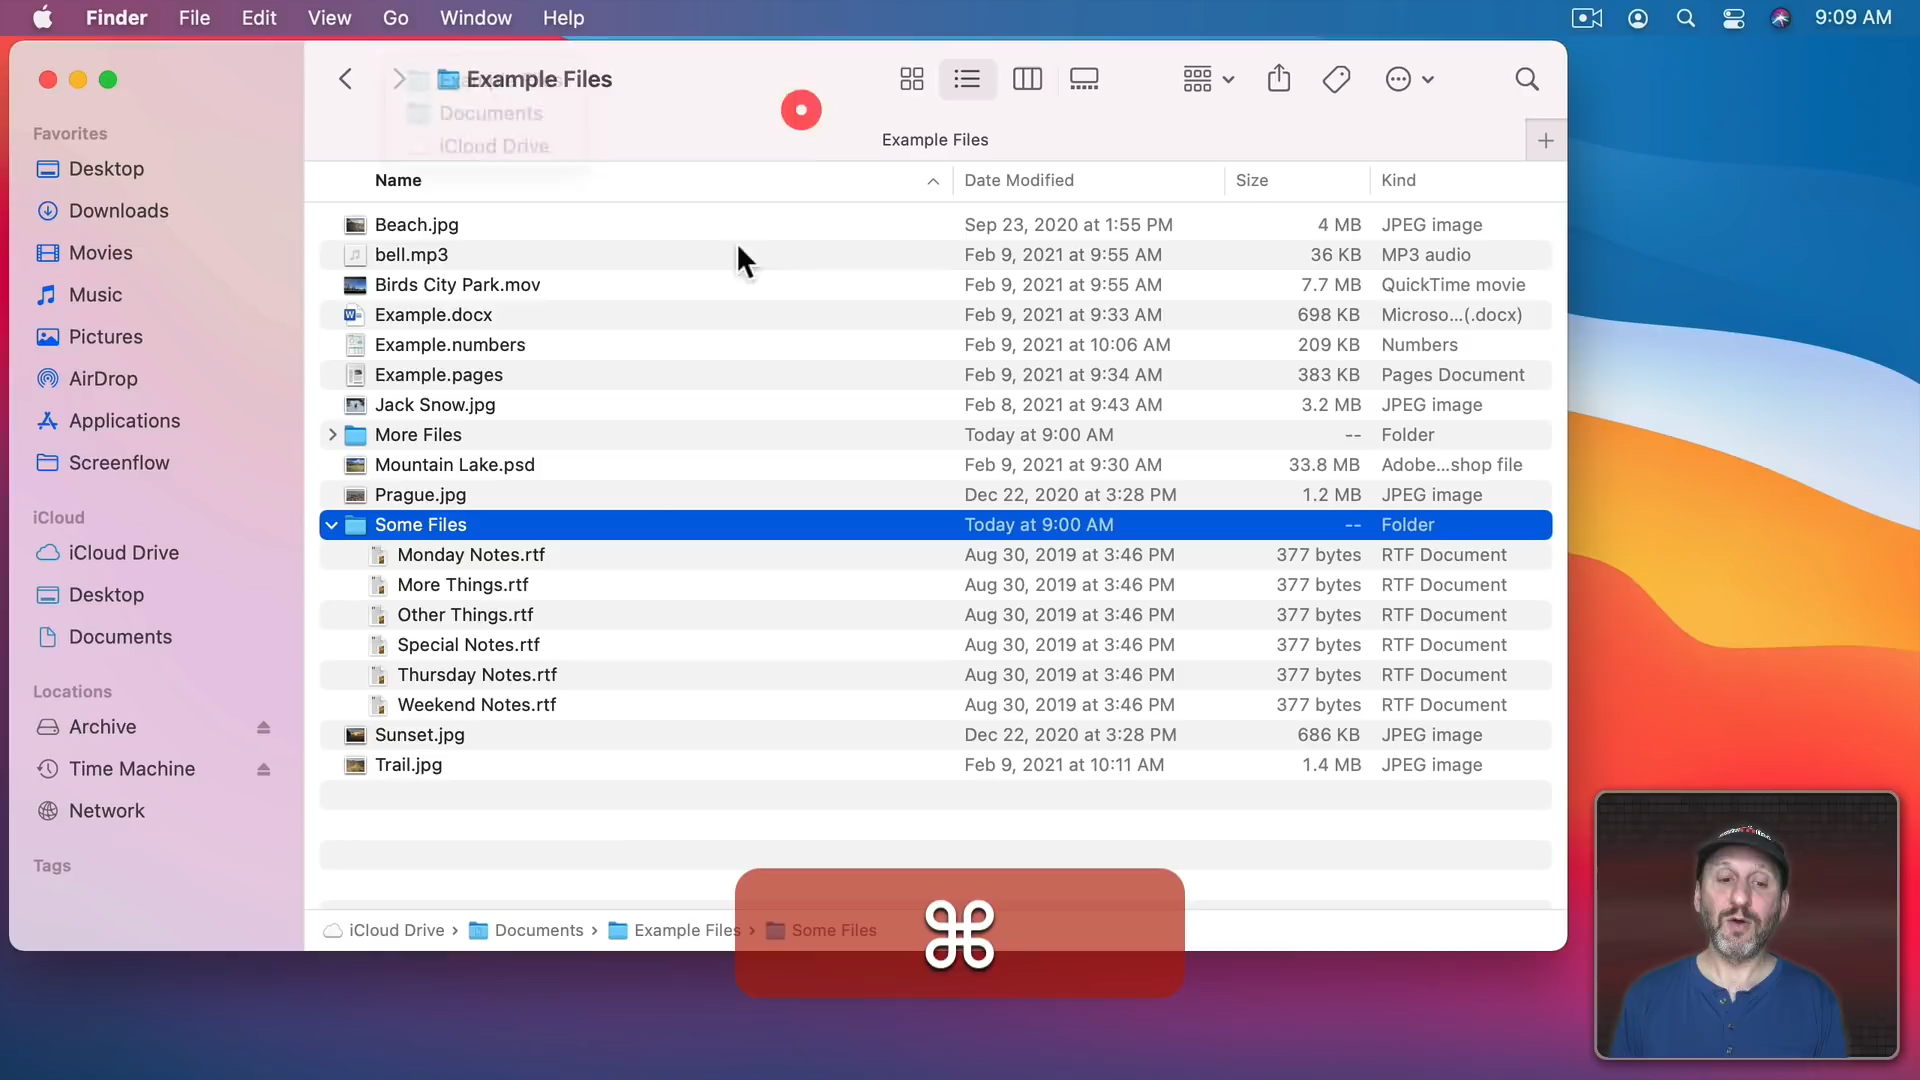 Finder File Edit View Go Window Help 9:09 AM
Example Files
Documents
iCloud Drive
Example Files
Favorites
Desktop
Downloads
Movies
Music
Pictures
AirDrop
Applications
Screenflow
iCloud
iCloud Drive
Desktop
Documents
Locations
Archive
Time Machine
Network
Tags
Name Date Modified Size Kind
Beach.jpg Sep 23, 2020 at 1:55 PM 4 MB JPEG image
bell.mp3 Feb 9, 2021 at 9:55 AM 36 KB MP3 audio
Birds City Park.mov Feb 9, 2021 at 9:55 AM 7.7 MB QuickTime movie
Example.docx Feb 9, 2021 at 9:33 AM 698 KB Microso...(.docx)
Example.numbers Feb 9, 2021 at 10:06 AM 209 KB Numbers
Example.pages Feb 9, 2021 at 9:34 AM 383 KB Pages Document
Jack Snow.jpg Feb 8, 2021 at 9:43 AM 3.2 MB JPEG image
More Files Today at 9:00 AM -- Folder
Mountain Lake.psd Feb 9, 2021 at 9:30 AM 33.8 MB Adobe...shop file
Prague.jpg Dec 22, 2020 at 3:28 PM 1.2 MB JPEG image
Some Files Today at 9:00 AM -- Folder
Monday Notes.rtf Aug 30, 2019 at 3:46 PM 377 bytes RTF Document
More Things.rtf Aug 30, 2019 at 3:46 PM 377 bytes RTF Document
Other Things.rtf Aug 30, 2019 at 3:46 PM 377 bytes RTF Document
Special Notes.rtf Aug 30, 2019 at 3:46 PM 377 bytes RTF Document
Thursday Notes.rtf Aug 30, 2019 at 3:46 PM 377 bytes RTF Document
Weekend Notes.rtf Aug 30, 2019 at 3:46 PM 377 bytes RTF Document
Sunset.jpg Dec 22, 2020 at 3:28 PM 686 KB JPEG image
Trail.jpg Feb 9, 2021 at 10:11 AM 1.4 MB JPEG image
iCloud Drive › Documents › Example Files › Some Files
⌘